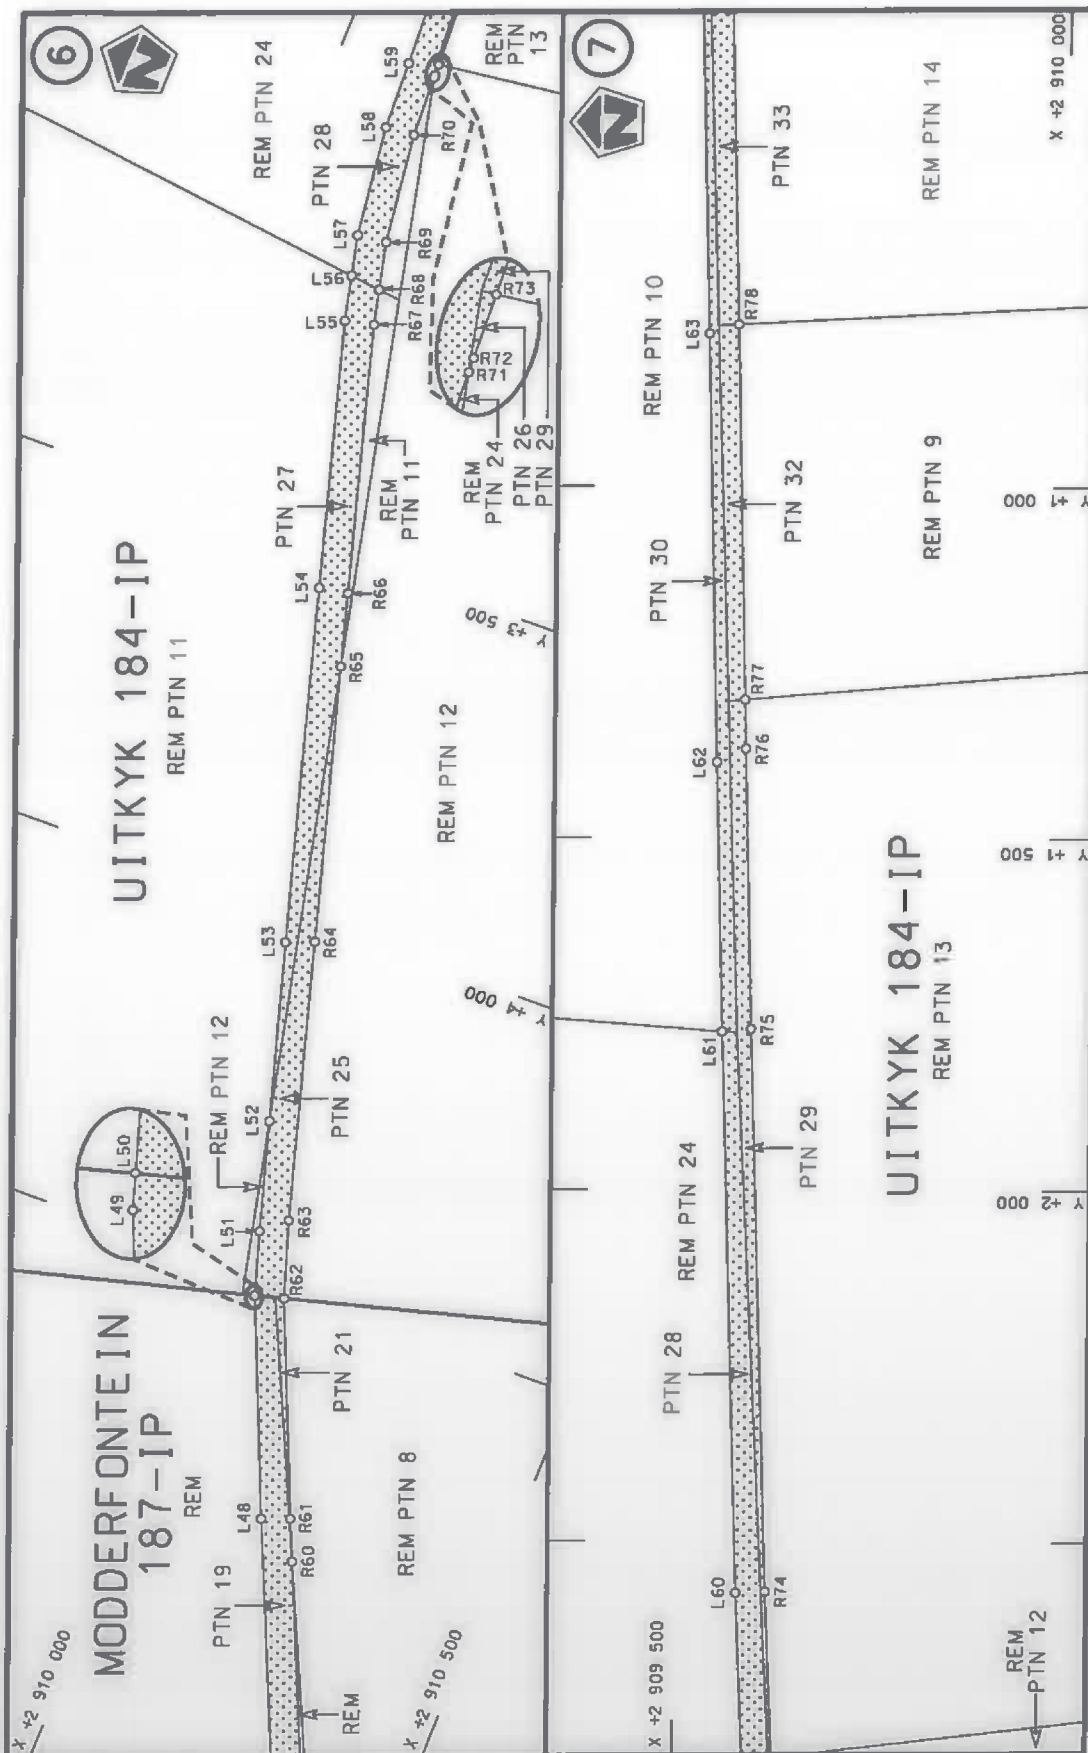 6
N
MODDERFONTEIN
187-IP
REM
UITKYK 184-IP
REM PTN 11
REM PTN 24
X +2 910 000
X +2 910 500
PTN 19
REM
L48
R60
R61
REM PTN 8
PTN 21
L49
L50
R62
L51
R63
REM PTN 12
L52
PTN 25
L53
R64
Y +4 000
REM PTN 12
R65
R66
L54
Y +3 500
PTN 27
REM
PTN 11
L55
L56
L57
R67
R68
R69
PTN 28
L58
R70
L59
REM
PTN
13
R71
R72
R73
REM
PTN 24
PTN 26
PTN 29
7
N
X +2 909 500
X +2 910 000
REM
PTN 12
L60
R74
PTN 28
REM PTN 24
PTN 29
UITKYK 184-IP
REM PTN 13
Y +2 000
L61
R75
Y +1 500
L62
R76
R77
PTN 30
PTN 32
REM PTN 10
REM PTN 9
Y +1 000
L63
R78
PTN 33
REM PTN 14